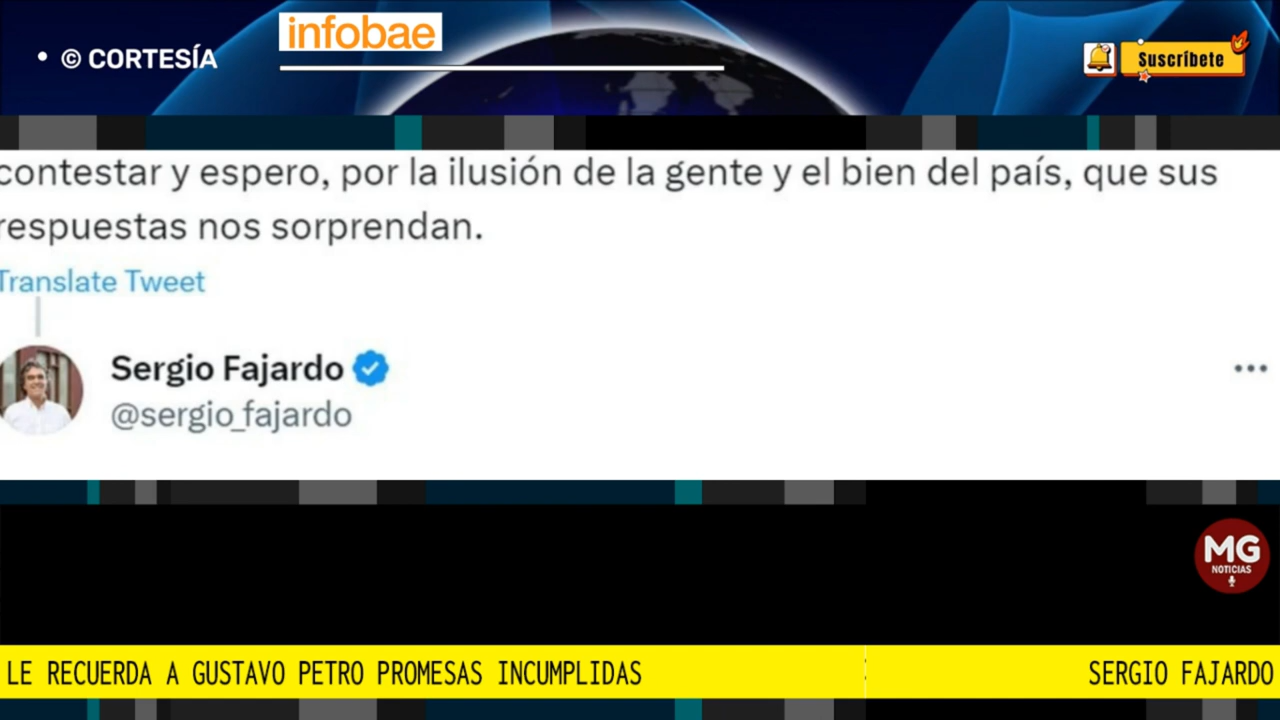 • © CORTESÍA
infobae
Suscríbete
contestar y espero, por la ilusión de la gente y el bien del país, que sus
respuestas nos sorprendan.
Translate Tweet
Sergio Fajardo
@sergio_fajardo
MG
NOTICIAS
LE RECUERDA A GUSTAVO PETRO PROMESAS INCUMPLIDAS
SERGIO FAJARDO